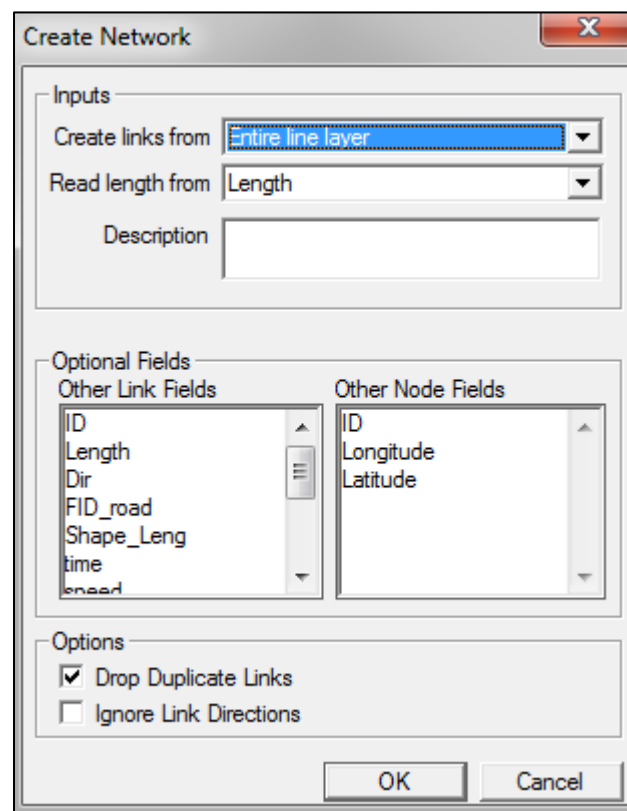 Create Network
Inputs
Create links from Entire line layer
Read length from Length
Description
Optional Fields
Other Link Fields
ID
Length
Dir
FID_road
Shape_Leng
time
speed
Other Node Fields
ID
Longitude
Latitude
Options
Drop Duplicate Links
Ignore Link Directions
OK Cancel